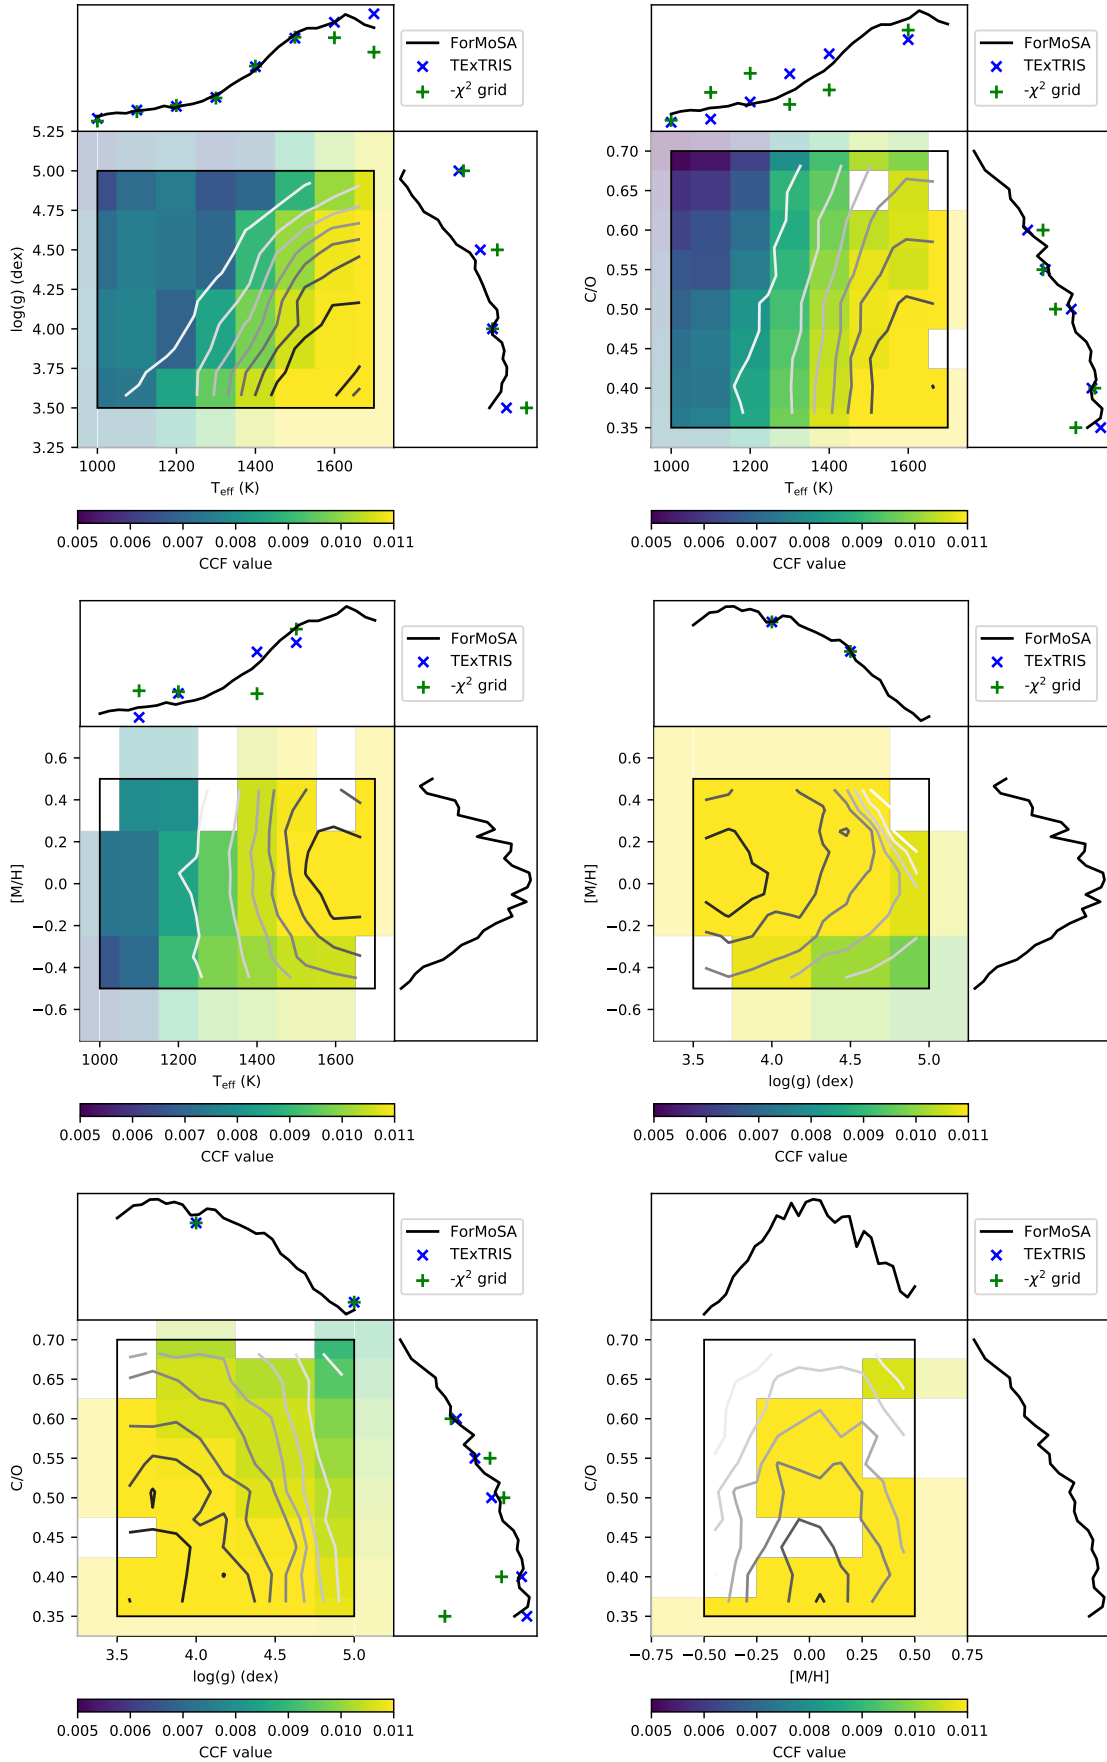 ForMoSA
TExTRIS
-χ² grid
5.25
5.00
4.75
4.50
4.25
4.00
3.75
3.50
3.25
log(g) (dex)
1000 1200 1400 1600
T_eff (K)
0.005 0.006 0.007 0.008 0.009 0.010 0.011
CCF value
ForMoSA
TExTRIS
-χ² grid
0.70
0.65
0.60
0.55
0.50
0.45
0.40
0.35
C/O
1000 1200 1400 1600
T_eff (K)
0.005 0.006 0.007 0.008 0.009 0.010 0.011
CCF value
ForMoSA
TExTRIS
-χ² grid
0.6
0.4
0.2
0.0
−0.2
−0.4
−0.6
[M/H]
1000 1200 1400 1600
T_eff (K)
0.005 0.006 0.007 0.008 0.009 0.010 0.011
CCF value
ForMoSA
TExTRIS
-χ² grid
0.6
0.4
0.2
0.0
−0.2
−0.4
−0.6
[M/H]
3.5 4.0 4.5 5.0
log(g) (dex)
0.005 0.006 0.007 0.008 0.009 0.010 0.011
CCF value
ForMoSA
TExTRIS
-χ² grid
0.70
0.65
0.60
0.55
0.50
0.45
0.40
0.35
C/O
3.5 4.0 4.5 5.0
log(g) (dex)
0.005 0.006 0.007 0.008 0.009 0.010 0.011
CCF value
ForMoSA
TExTRIS
-χ² grid
0.70
0.65
0.60
0.55
0.50
0.45
0.40
0.35
C/O
−0.75 −0.50 −0.25 0.00 0.25 0.50 0.75
[M/H]
0.005 0.006 0.007 0.008 0.009 0.010 0.011
CCF value